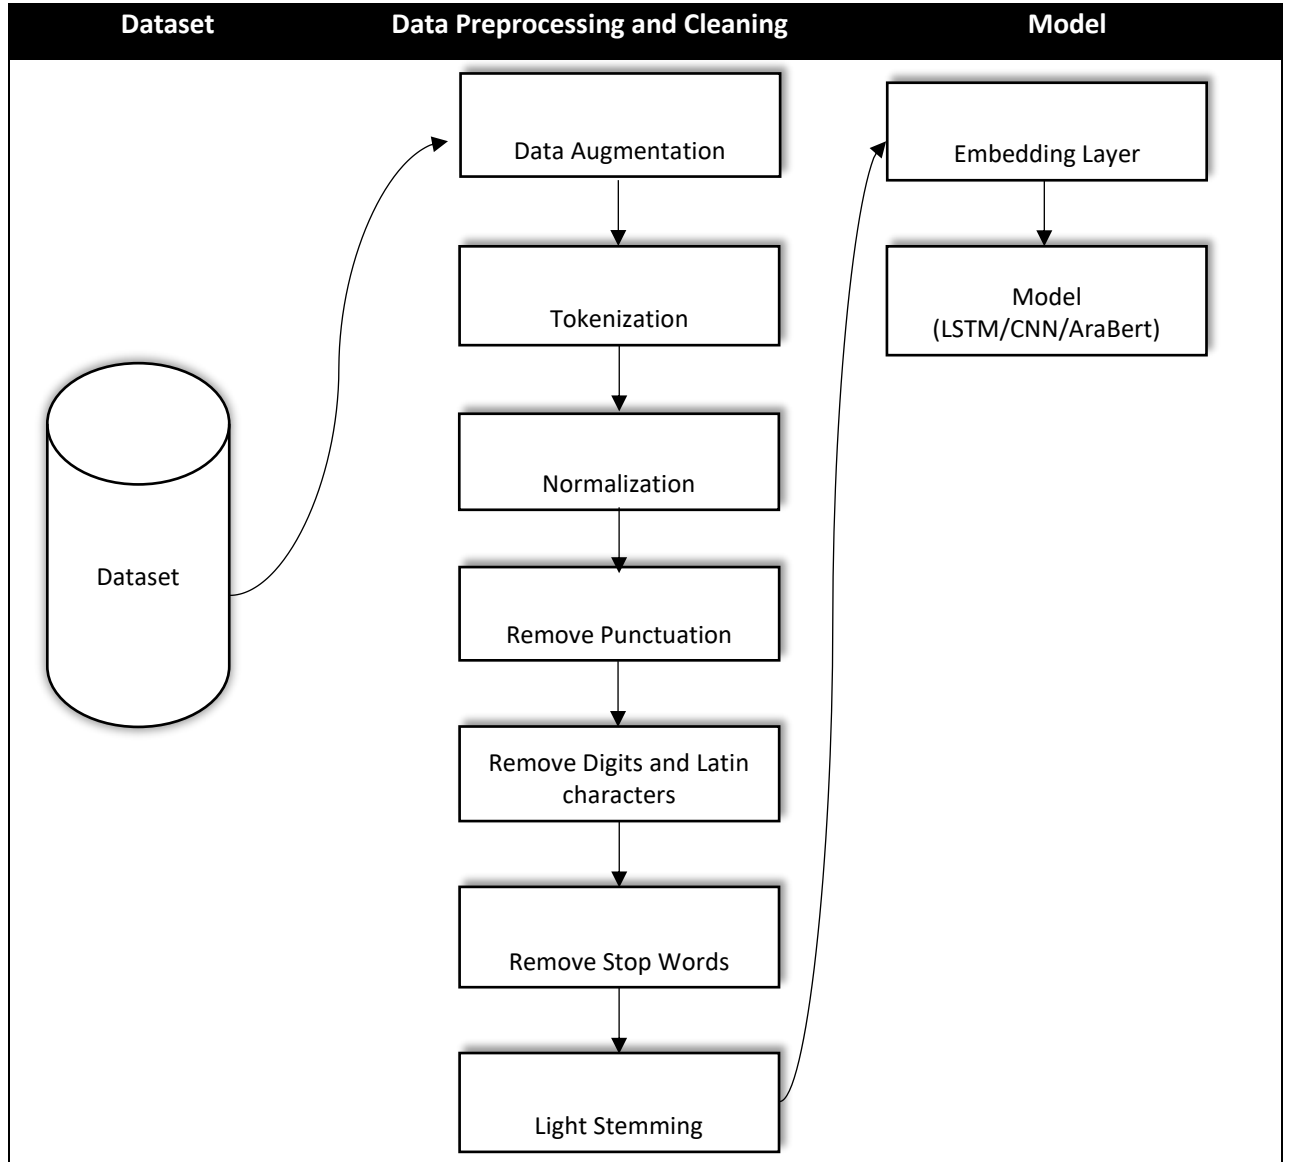 Dataset
Data Preprocessing and Cleaning
Model
Dataset
Data Augmentation
Tokenization
Normalization
Remove Punctuation
Remove Digits and Latin
characters
Remove Stop Words
Light Stemming
Embedding Layer
Model
(LSTM/CNN/AraBert)